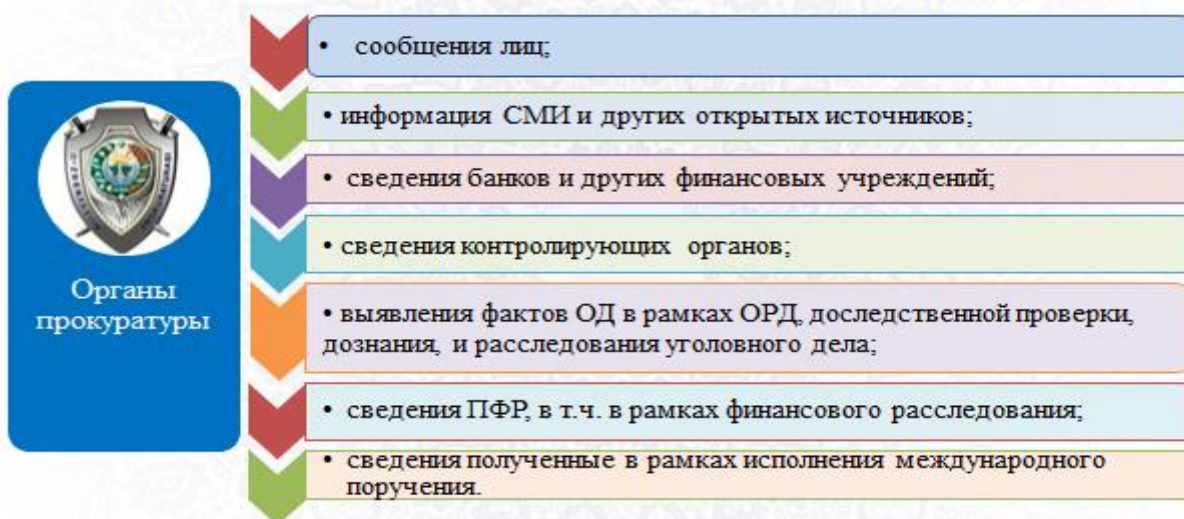 Органы
прокуратуры
• сообщения лиц;
• информация СМИ и других открытых источников;
• сведения банков и других финансовых учреждений;
• сведения контролирующих органов;
• выявления фактов ОД в рамках ОРД, доследственной проверки,
дознания, и расследования уголовного дела;
• сведения ПФР, в т.ч. в рамках финансового расследования;
• сведения полученные в рамках исполнения международного
поручения.